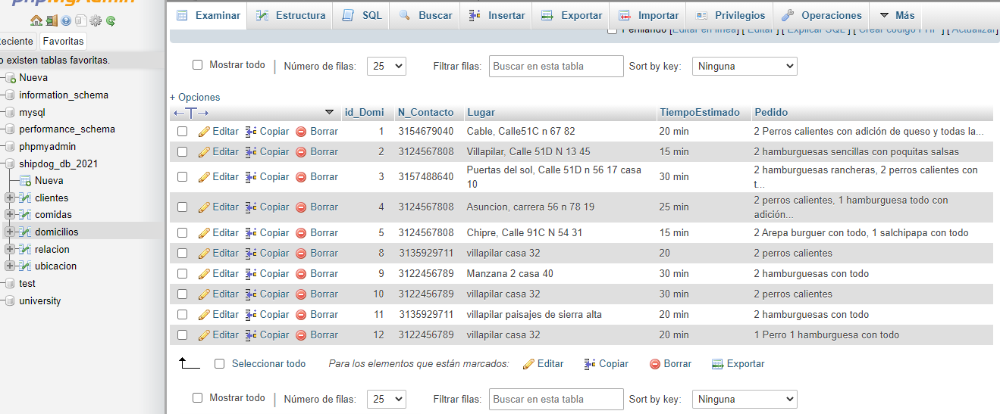 phpMyAdmin
Examinar Estructura SQL Buscar Insertar Exportar Importar Privilegios Operaciones Más
Perfilando [Editar en línea] [ Editar ] [ Explicar SQL ] [ Crear código PHP ] [ Actualizar]
eciente Favoritas
o existen tablas favoritas.
Nueva
information_schema
mysql
performance_schema
phpmyadmin
shipdog_db_2021
Nueva
clientes
comidas
domicilios
relacion
ubicacion
test
university
Mostrar todo | Número de filas: 25 Filtrar filas: Buscar en esta tabla Sort by key: Ninguna
+ Opciones
←T→ id_Domi N_Contacto Lugar TiempoEstimado Pedido
Editar Copiar Borrar 1 3154679040 Cable, Calle51C n 67 82 20 min 2 Perros calientes con adición de queso y todas la...
Editar Copiar Borrar 2 3124567808 Villapilar, Calle 51D N 13 45 15 min 2 hamburguesas sencillas con poquitas salsas
Editar Copiar Borrar 3 3157488640 Puertas del sol, Calle 51D n 56 17 casa 10 30 min 2 hamburguesas rancheras, 2 perros calientes con t...
Editar Copiar Borrar 4 3124567808 Asuncion, carrera 56 n 78 19 25 min 2 perros calientes, 1 hamburguesa todo con adición...
Editar Copiar Borrar 5 3124567808 Chipre, Calle 91C N 54 31 15 min 2 Arepa burguer con todo, 1 salchipapa con todo
Editar Copiar Borrar 8 3135929711 villapilar casa 32 20 2 perros calientes
Editar Copiar Borrar 9 3122456789 Manzana 2 casa 40 30 min 2 hamburguesas con todo
Editar Copiar Borrar 10 3122456789 villapilar casa 32 30 min 2 perros calientes
Editar Copiar Borrar 11 3135929711 villapilar paisajes de sierra alta 20 min 2 hamburguesas con todo
Editar Copiar Borrar 12 3122456789 villapilar casa 32 20 min 1 Perro 1 hamburguesa con todo
Seleccionar todo Para los elementos que están marcados: Editar Copiar Borrar Exportar
Mostrar todo | Número de filas: 25 Filtrar filas: Buscar en esta tabla Sort by key: Ninguna